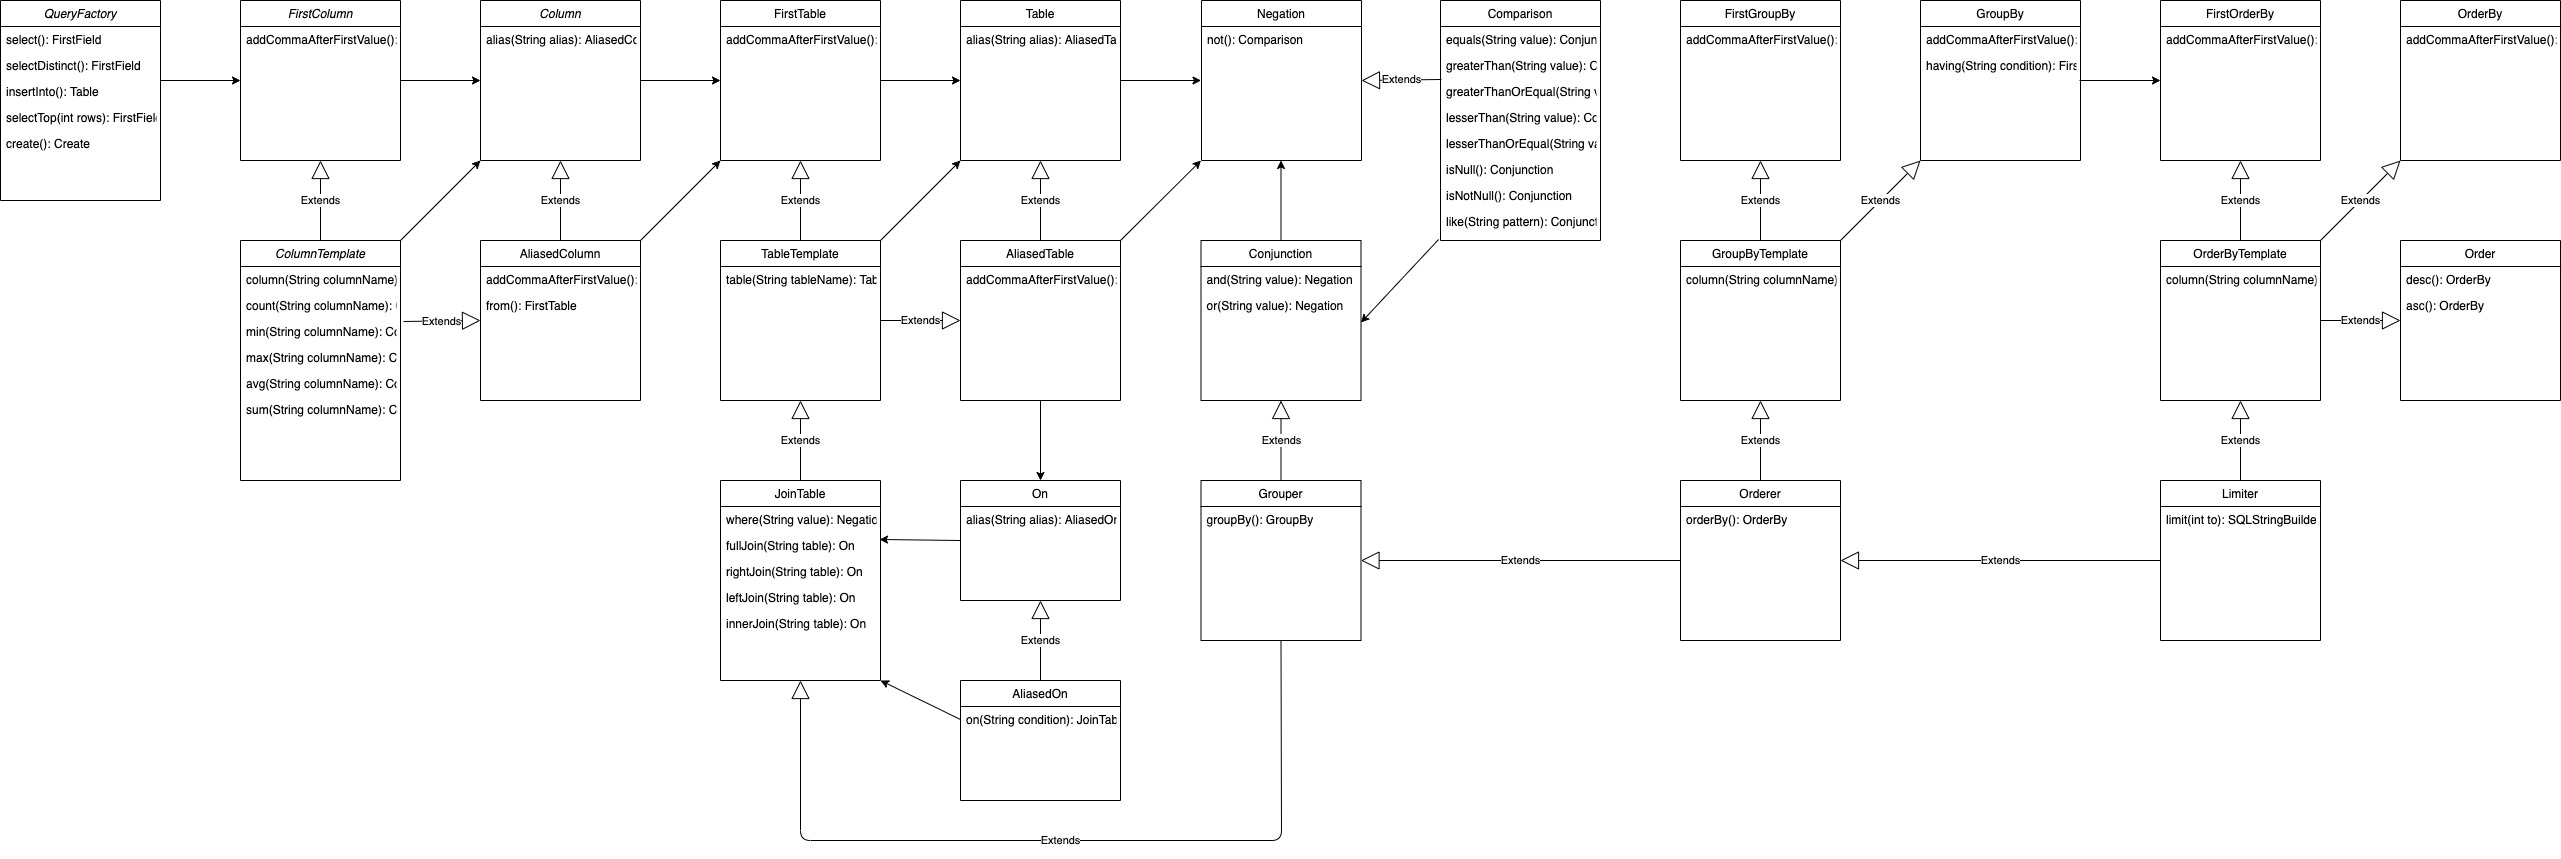 QueryFactory
select(): FirstField
selectDistinct(): FirstField
insertInto(): Table
selectTop(int rows): FirstFiel
create(): Create
FirstColumn
addCommaAfterFirstValue():
Column
alias(String alias): AliasedCo
FirstTable
addCommaAfterFirstValue():
Table
alias(String alias): AliasedTa
Negation
not(): Comparison
Comparison
equals(String value): Conjun
greaterThan(String value): C
greaterThanOrEqual(String v
lesserThan(String value): Co
lesserThanOrEqual(String va
isNull(): Conjunction
isNotNull(): Conjunction
like(String pattern): Conjunct
FirstGroupBy
addCommaAfterFirstValue():
GroupBy
addCommaAfterFirstValue():
having(String condition): Firs
FirstOrderBy
addCommaAfterFirstValue():
OrderBy
addCommaAfterFirstValue():
Extends
Extends
Extends
Extends
Extends
Extends
Extends
Extends
Extends
ColumnTemplate
column(String columnName)
count(String columnName):
min(String columnName): Co
max(String columnName): C
avg(String columnName): Co
sum(String columnName): C
Extends
AliasedColumn
addCommaAfterFirstValue():
from(): FirstTable
TableTemplate
table(String tableName): Tab
Extends
AliasedTable
addCommaAfterFirstValue():
Conjunction
and(String value): Negation
or(String value): Negation
GroupByTemplate
column(String columnName)
OrderByTemplate
column(String columnName)
Extends
Order
desc(): OrderBy
asc(): OrderBy
Extends
Extends
Extends
Extends
JoinTable
where(String value): Negatio
fullJoin(String table): On
rightJoin(String table): On
leftJoin(String table): On
innerJoin(String table): On
On
alias(String alias): AliasedOn
Grouper
groupBy(): GroupBy
Extends
Orderer
orderBy(): OrderBy
Extends
Limiter
limit(int to): SQLStringBuilde
Extends
AliasedOn
on(String condition): JoinTab
Extends